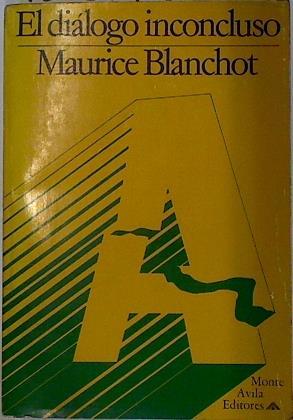 El diálogo inconcluso
Maurice Blanchot
A
Monte
Avila
Editores